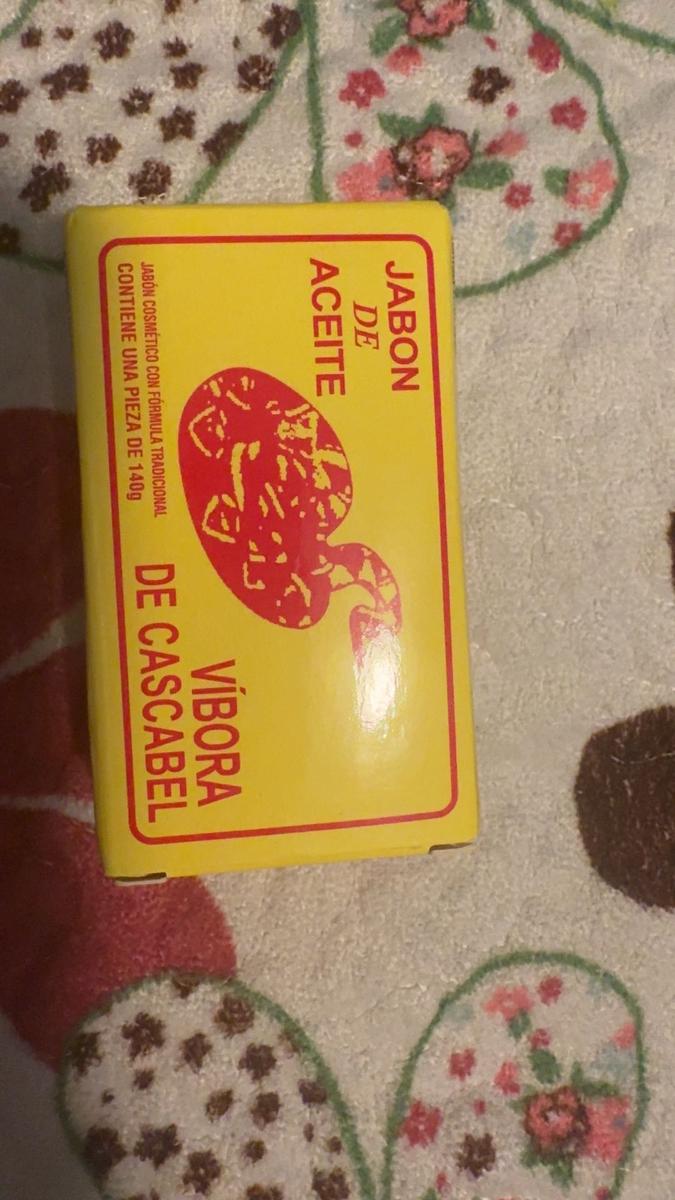 JABON
DE
ACEITE
VÍBORA
DE CASCABEL
JABÓN COSMÉTICO CON FÓRMULA TRADICIONAL
CONTIENE UNA PIEZA DE 140g